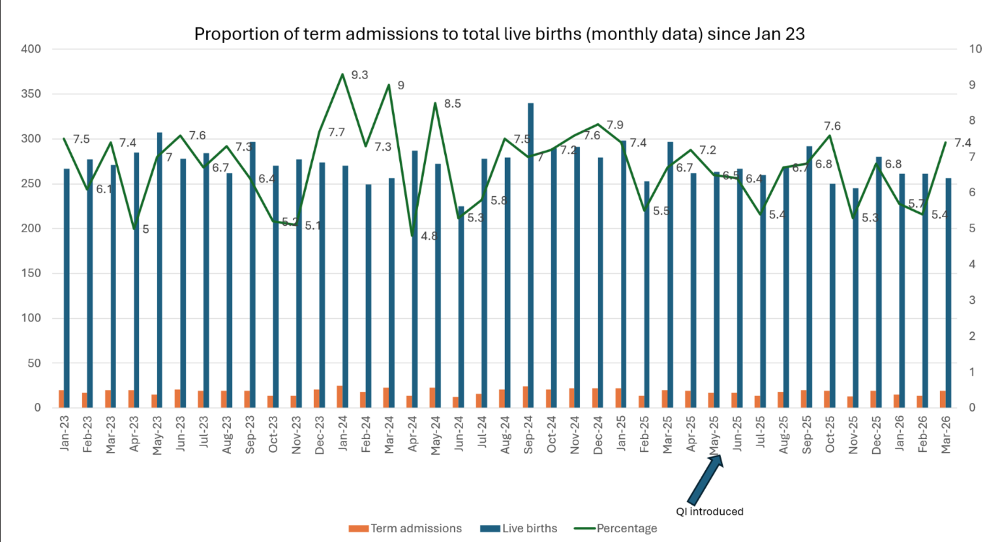 Proportion of term admissions to total live births (monthly data) since Jan 23
400
350
300
250
200
150
100
50
0
10
9
8
7
6
5
4
3
2
1
0
7.5
6.1
7.4
5
7
7.6
6.7
7.3
6.4
5.2
5.1
7.7
9.3
7.3
9
4.8
8.5
5.3
5.8
7.5
7
7.2
7.6
7.9
7.4
5.5
6.7
7.2
6.5
6.4
5.4
6.7
6.8
7.6
5.3
6.8
5.7
5.4
7.4
Jan-23
Feb-23
Mar-23
Apr-23
May-23
Jun-23
Jul-23
Aug-23
Sep-23
Oct-23
Nov-23
Dec-23
Jan-24
Feb-24
Mar-24
Apr-24
May-24
Jun-24
Jul-24
Aug-24
Sep-24
Oct-24
Nov-24
Dec-24
Jan-25
Feb-25
Mar-25
Apr-25
May-25
Jun-25
Jul-25
Aug-25
Sep-25
Oct-25
Nov-25
Dec-25
Jan-26
Feb-26
Mar-26
QI introduced
Term admissions
Live births
Percentage